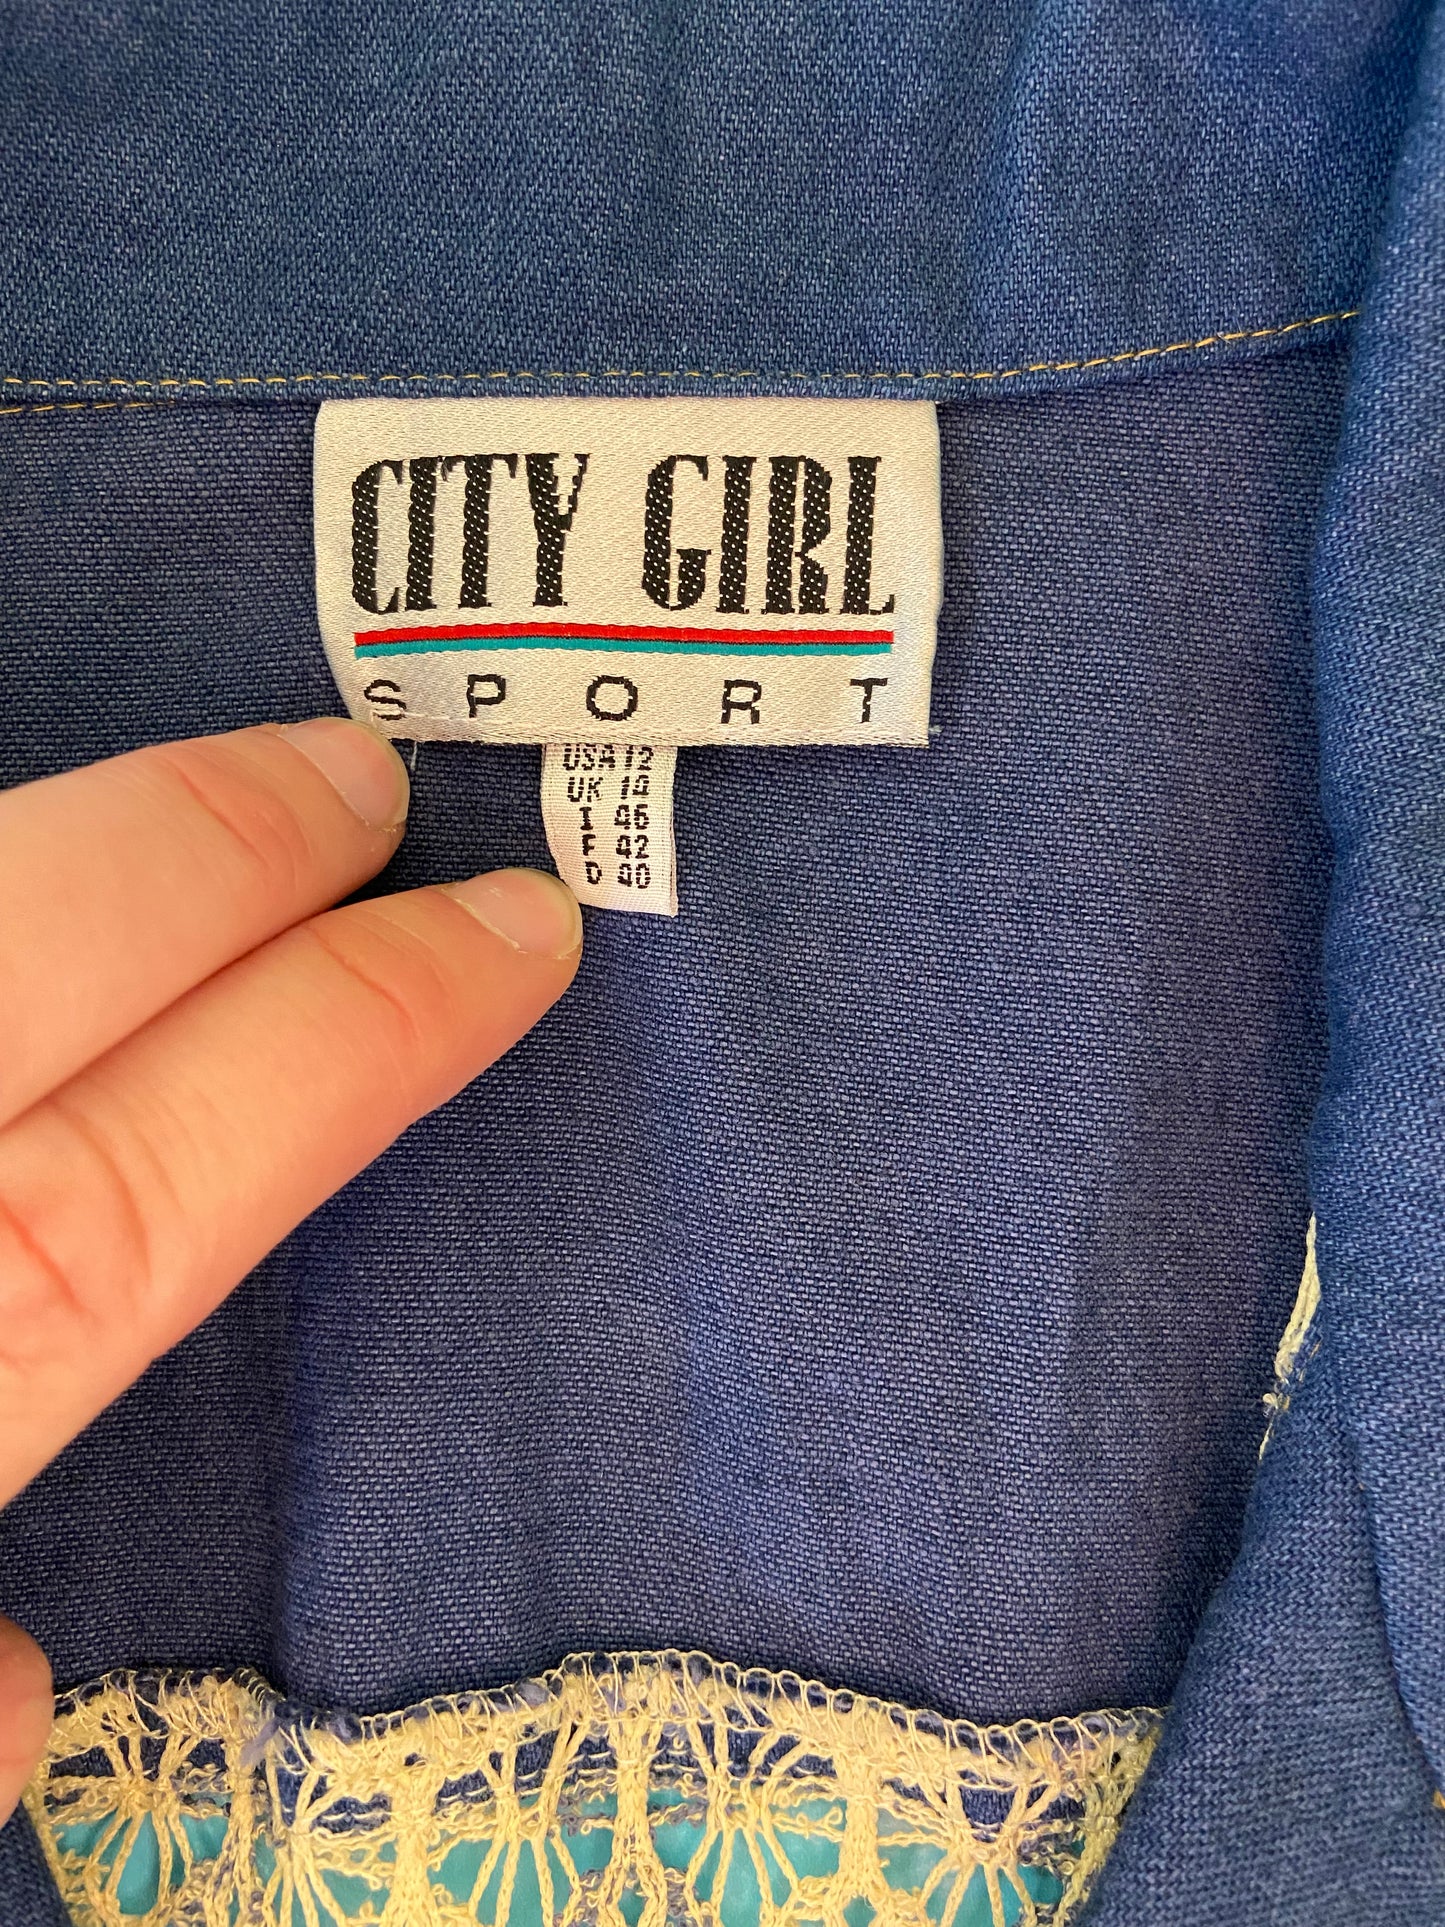 CITY GIRL
SPORT
USA 12
UK 14
I 46
F 42
D 40